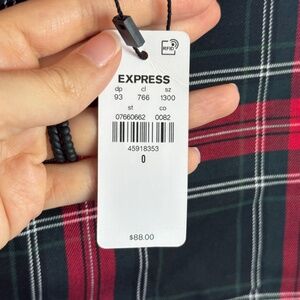 RFID
EXPRESS
dp cl sz
93 766 1300
st co
07660662 0082
45918353
0
$88.00